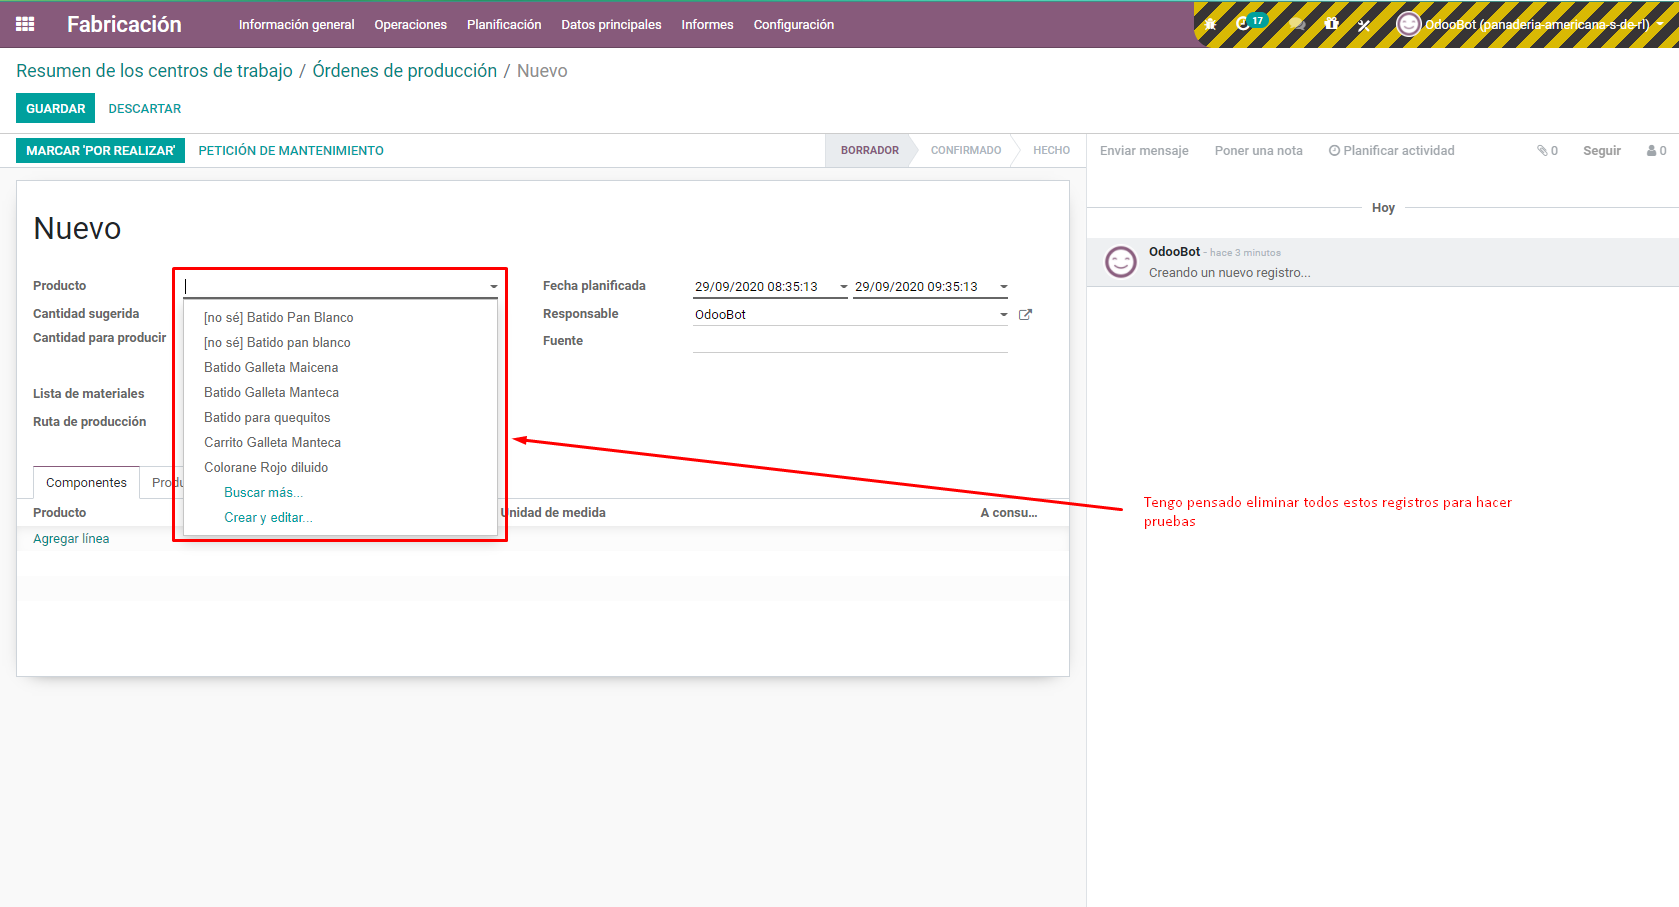 Fabricación
Información general
Operaciones
Planificación
Datos principales
Informes
Configuración
17
OdooBot (panaderia-americana-s-de-rl)
Resumen de los centros de trabajo / Órdenes de producción / Nuevo
GUARDAR
DESCARTAR
MARCAR 'POR REALIZAR'
PETICIÓN DE MANTENIMIENTO
BORRADOR
CONFIRMADO
HECHO
Enviar mensaje
Poner una nota
Planificar actividad
0
Seguir
0
Hoy
OdooBot - hace 3 minutos
Creando un nuevo registro...
Nuevo
Producto
Cantidad sugerida
Cantidad para producir
Lista de materiales
Ruta de producción
[no sé] Batido Pan Blanco
[no sé] Batido pan blanco
Batido Galleta Maicena
Batido Galleta Manteca
Batido para quequitos
Carrito Galleta Manteca
Colorane Rojo diluido
Buscar más...
Crear y editar...
Fecha planificada
29/09/2020 08:35:13
29/09/2020 09:35:13
Responsable
OdooBot
Fuente
Componentes
Produ
Producto
Unidad de medida
A consu...
Agregar línea
Tengo pensado eliminar todos estos registros para hacer
pruebas